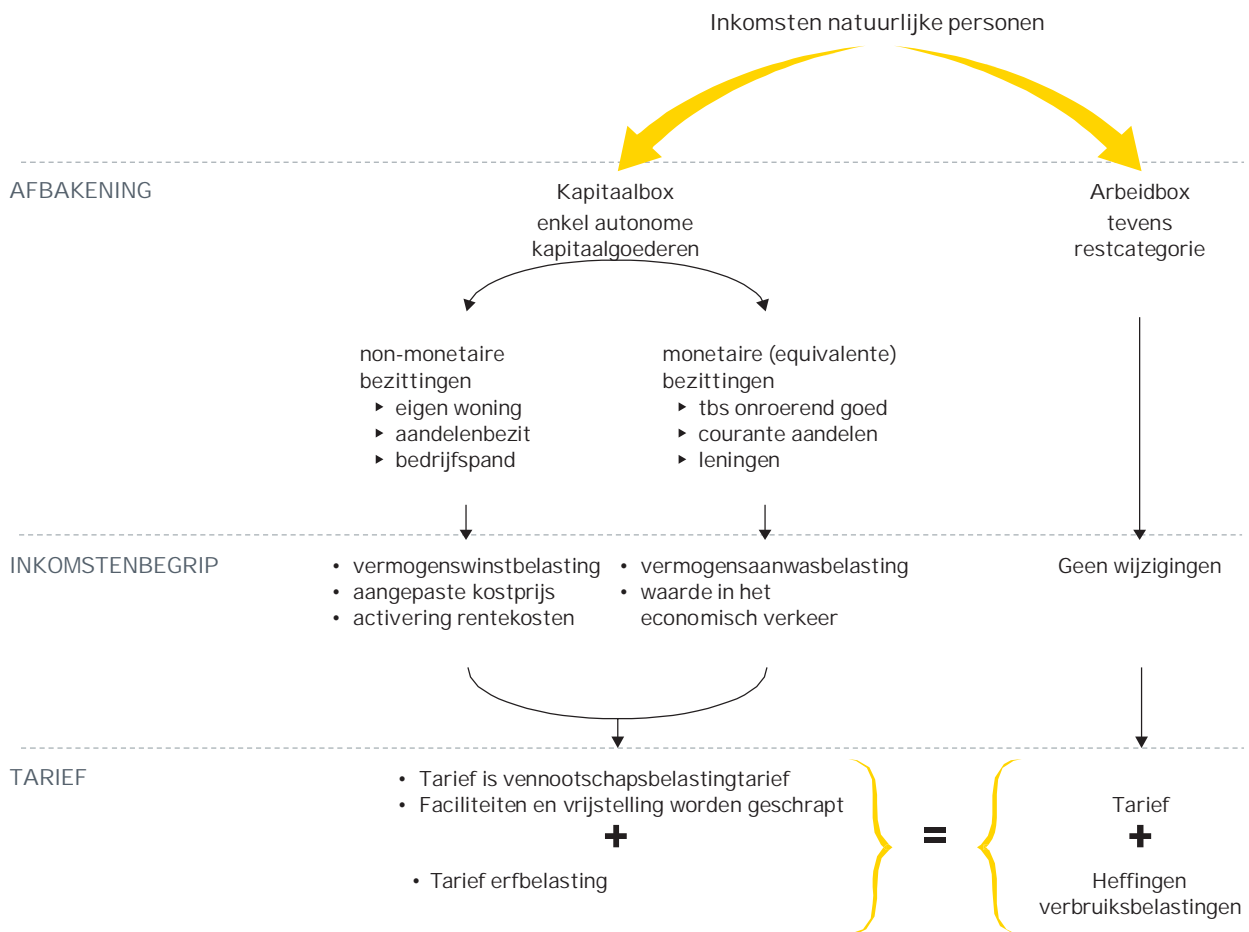 Inkomsten natuurlijke personen
AFBAKENING
Kapitaalbox
enkel autonome
kapitaalgoederen
Arbeidbox
tevens
restcategorie
non-monetaire
bezittingen
▸ eigen woning
▸ aandelenbezit
▸ bedrijfspand
monetaire (equivalente)
bezittingen
▸ tbs onroerend goed
▸ courante aandelen
▸ leningen
INKOMSTENBEGRIP
• vermogenswinstbelasting
• aangepaste kostprijs
• activering rentekosten
• vermogensaanwasbelasting
• waarde in het
economisch verkeer
Geen wijzigingen
TARIEF
• Tarief is vennootschapsbelastingtarief
• Faciliteiten en vrijstelling worden geschrapt
+
• Tarief erfbelasting
=
Tarief
+
Heffingen
verbruiksbelastingen